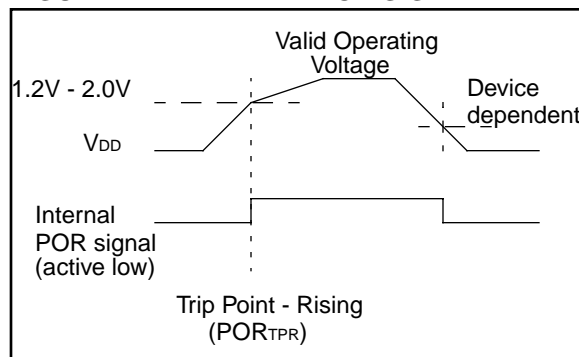 Valid Operating
Voltage
1.2V - 2.0V
Device
dependent
VDD
Internal
POR signal
(active low)
Trip Point - Rising
(PORTPR)